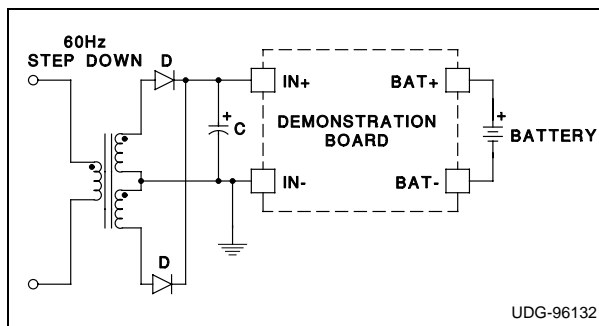 60Hz
STEP DOWN
D
IN+
BAT+
+
C
DEMONSTRATION
BOARD
+
BATTERY
IN-
BAT-
D
UDG-96132